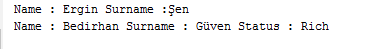 Name : Ergin Surname :Şen
Name : Bedirhan Surname : Güven Status : Rich